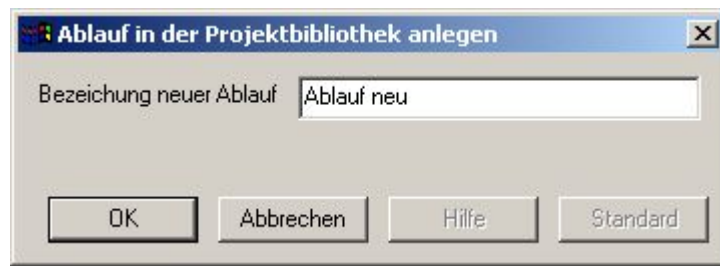 Ablauf in der Projektbibliothek anlegen
Bezeichung neuer Ablauf Ablauf neu
OK Abbrechen Hilfe Standard